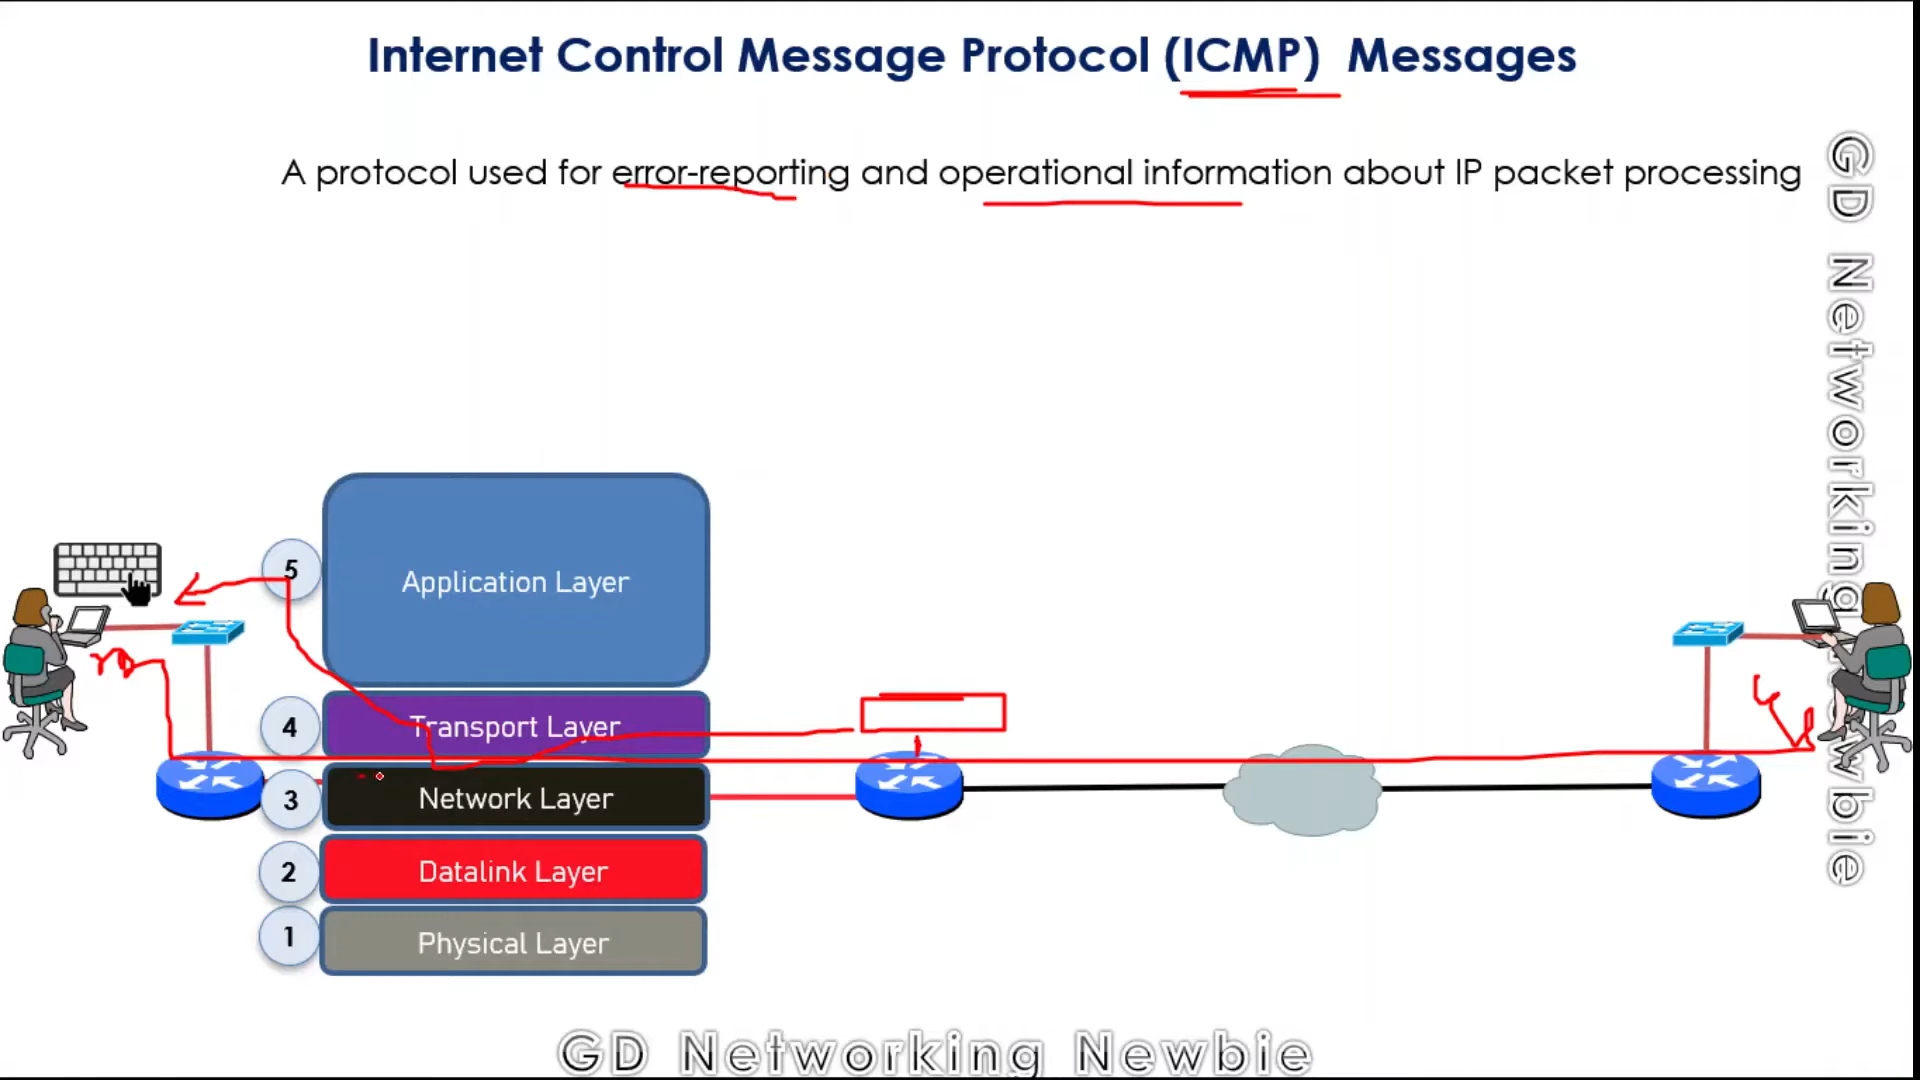 Internet Control Message Protocol (ICMP) Messages
A protocol used for error-reporting and operational information about IP packet processing
GD Networking Newbie
5
Application Layer
4
Transport Layer
3
Network Layer
2
Datalink Layer
1
Physical Layer
GD Networking Newbie